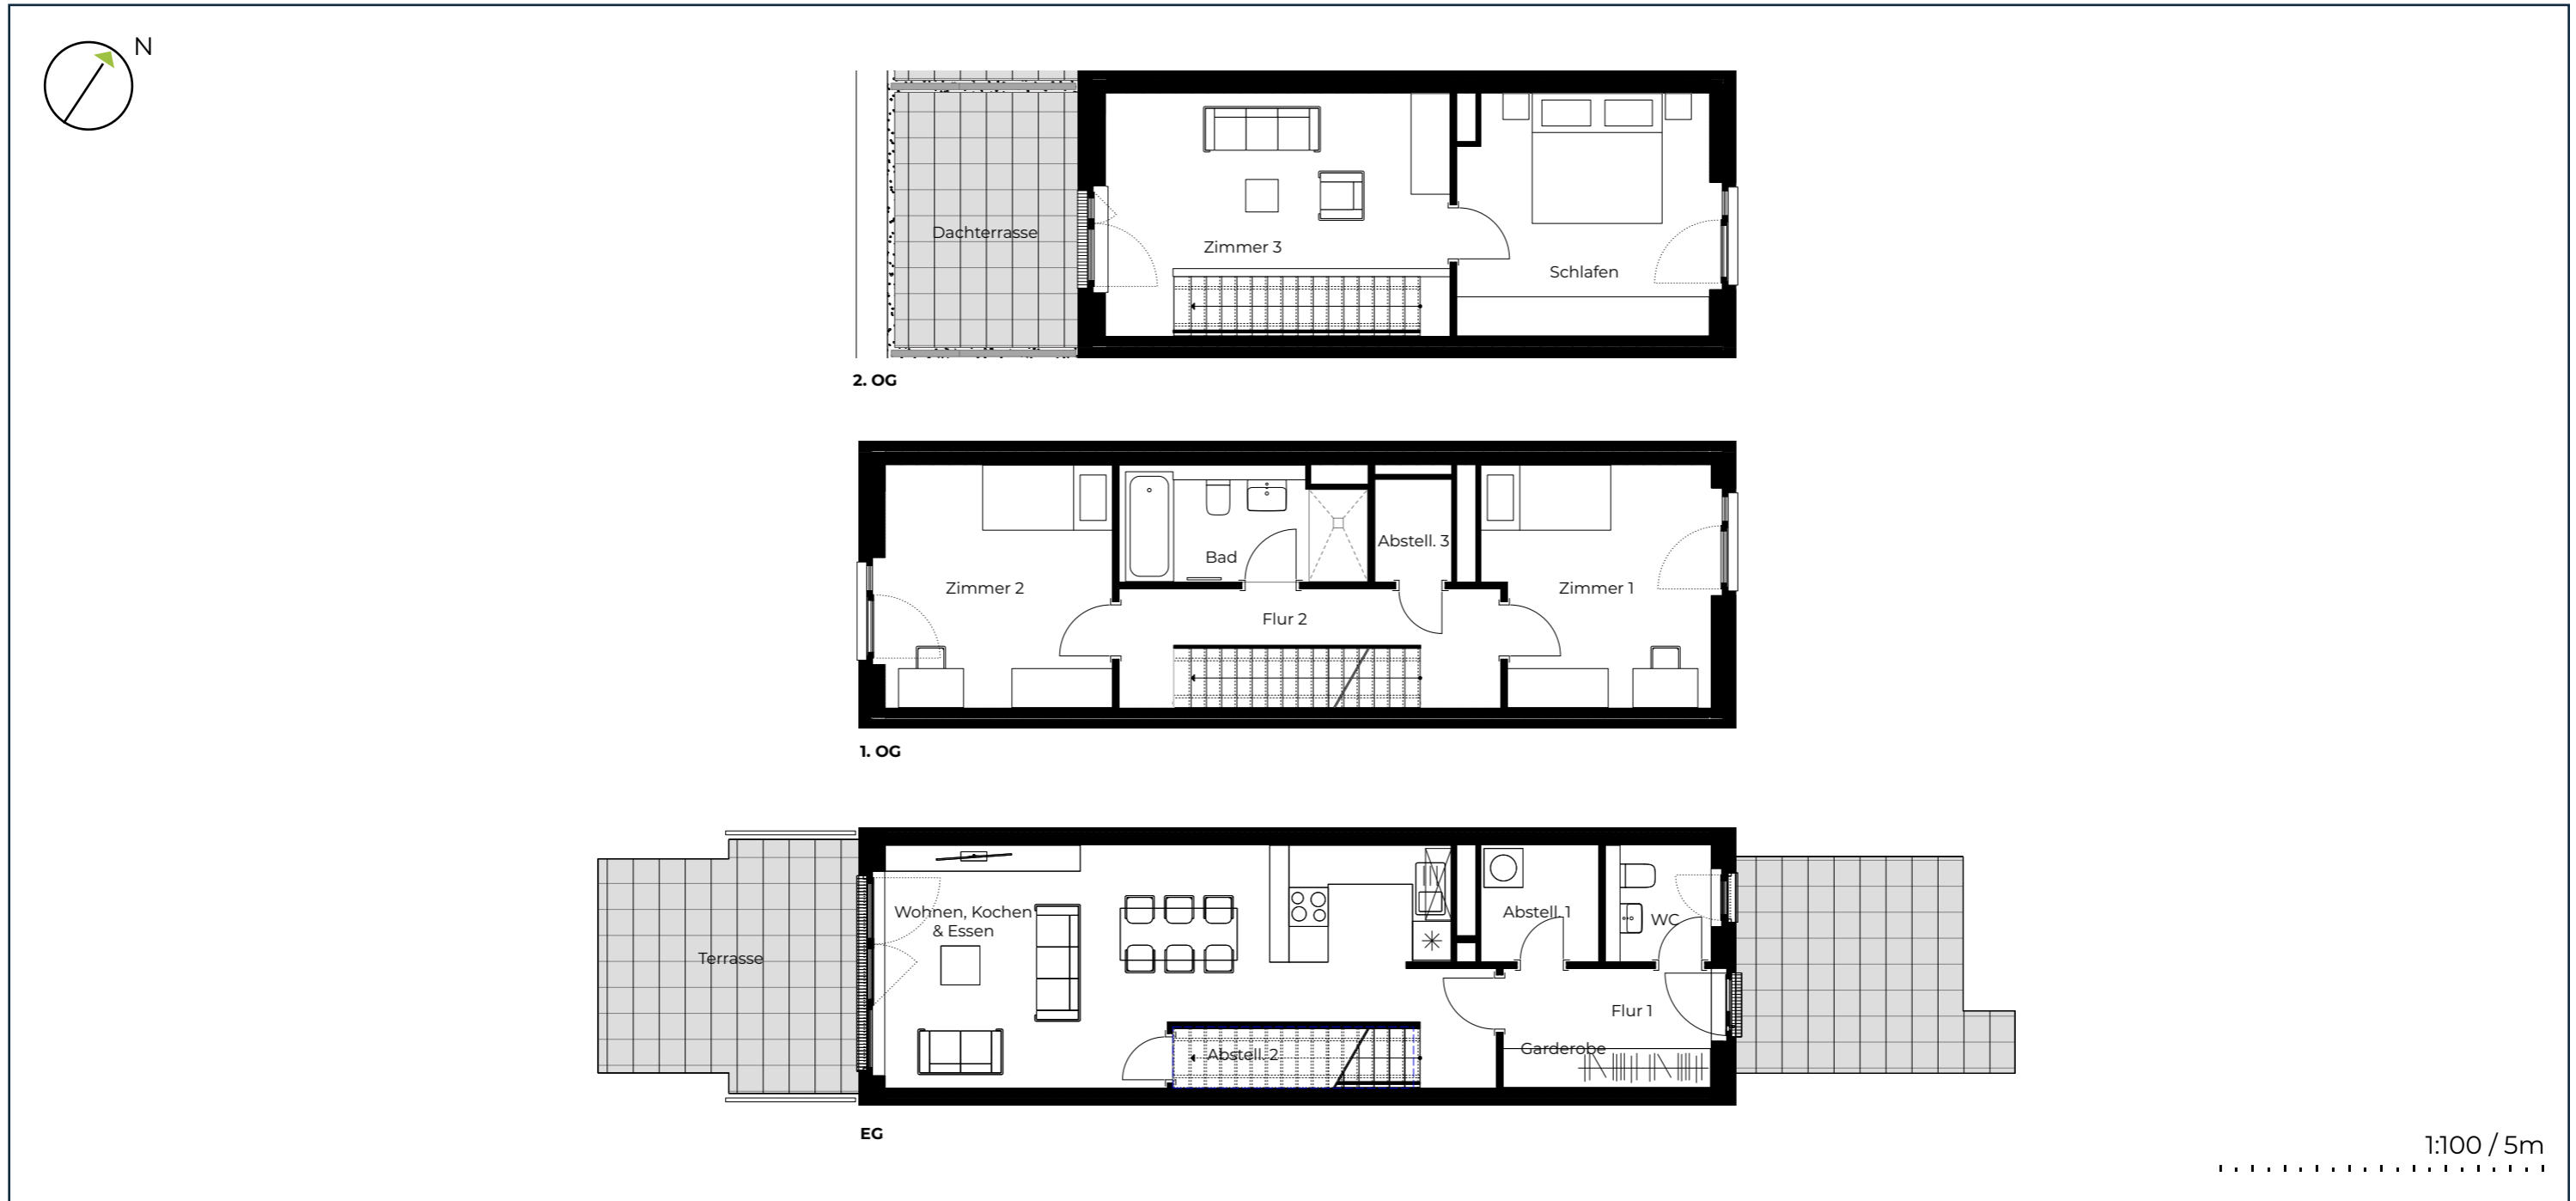 N
Dachterrasse
Zimmer 3
Schlafen
2. OG
Zimmer 2
Bad
Abstell. 3
Zimmer 1
Flur 2
1. OG
Wohnen, Kochen
& Essen
Terrasse
Abstell. 1
WC
Flur 1
Abstell. 2
Garderobe
EG
1:100 / 5m